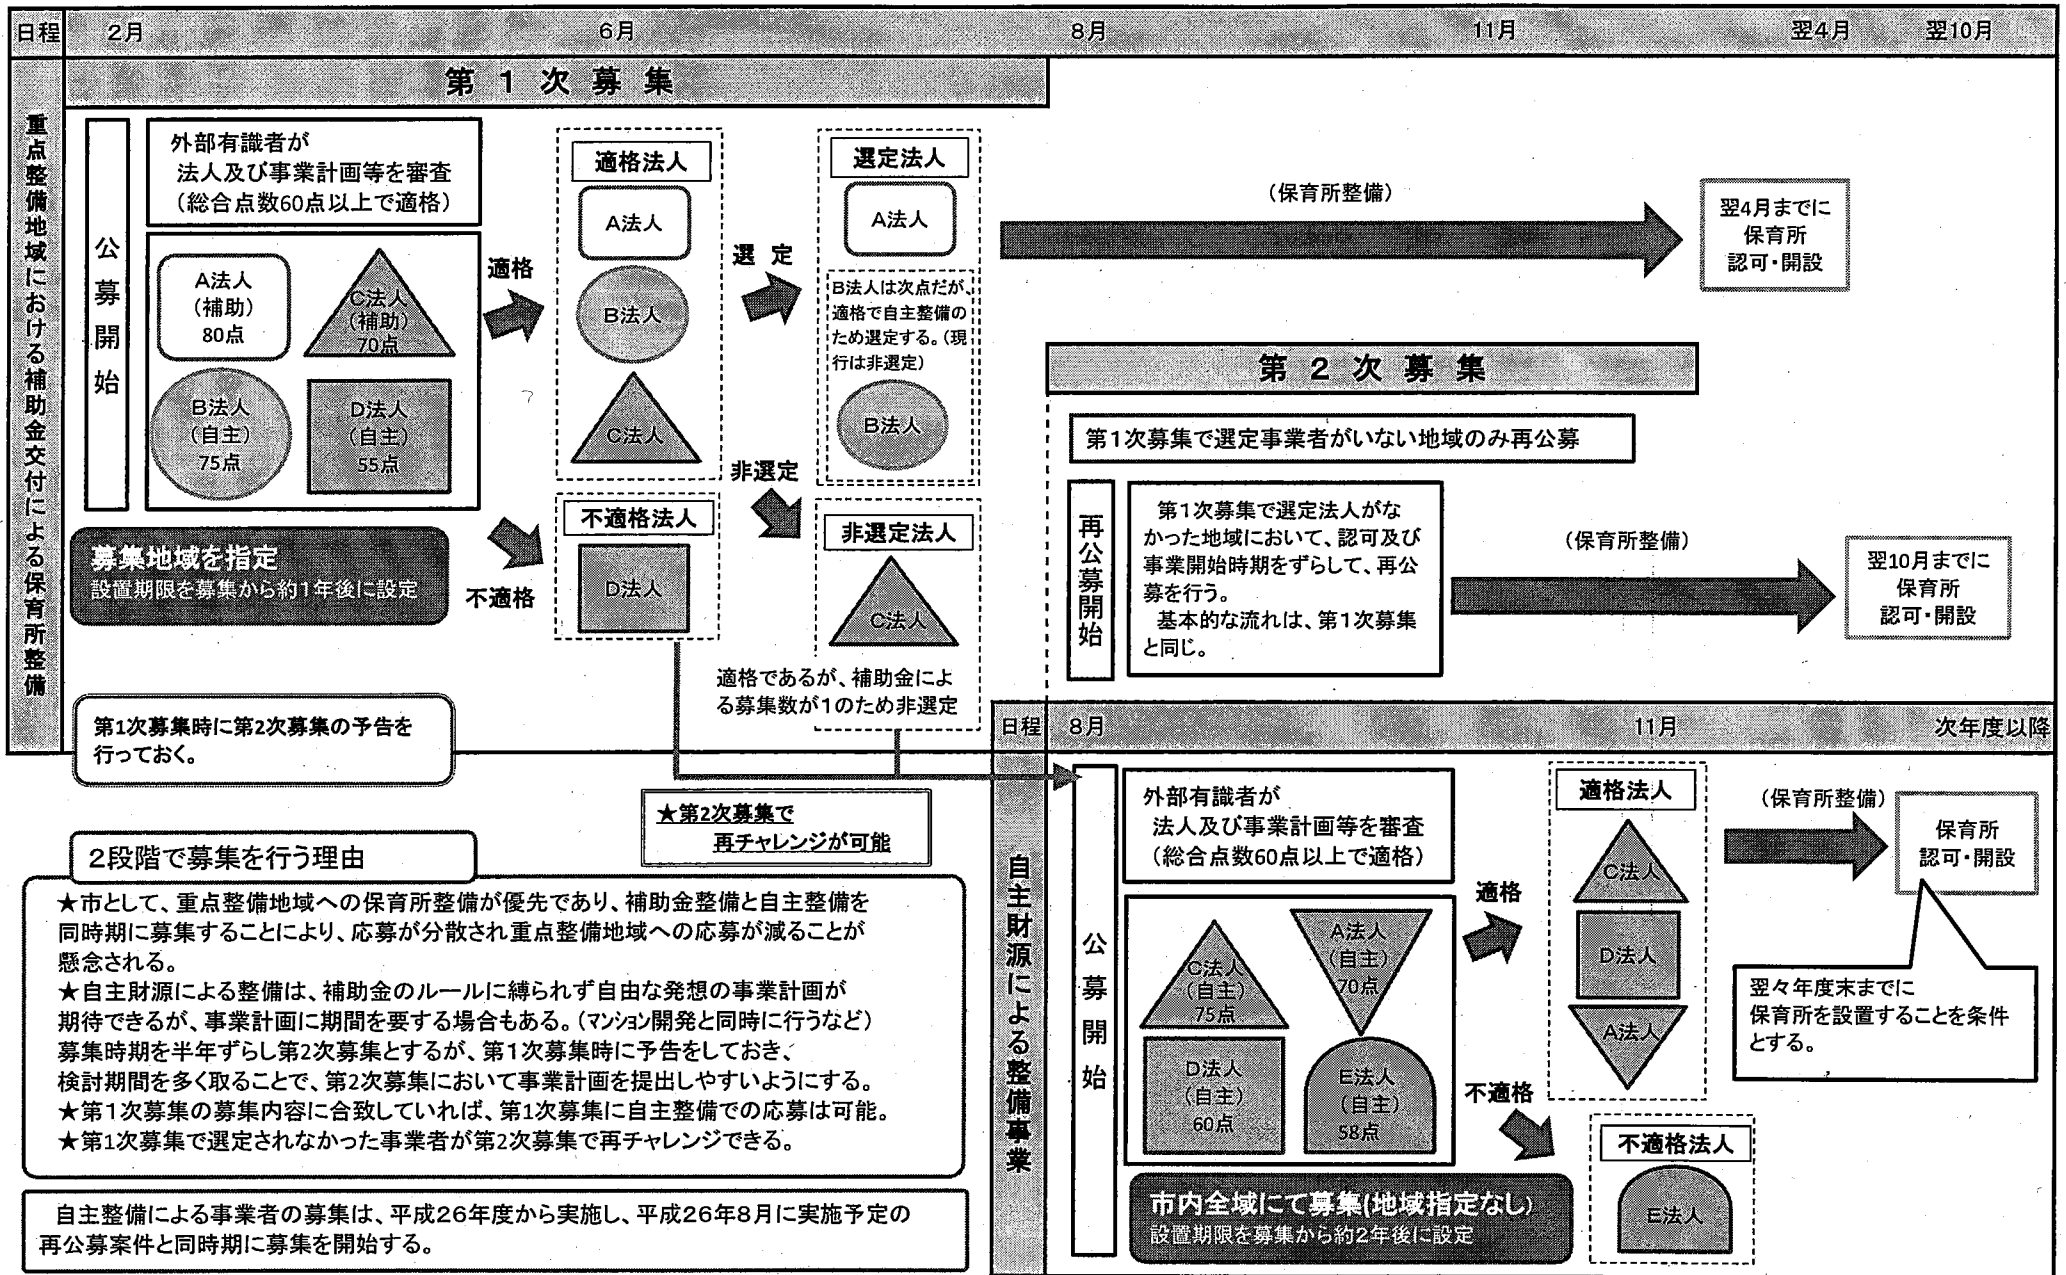 日程 2月 6月 8月 11月 翌4月 翌10月
重点整備地域における補助金交付による保育所整備
第1次募集
公募開始
外部有識者が
法人及び事業計画等を審査
(総合点数60点以上で適格)
A法人
(補助)
80点
C法人
(補助)
70点
B法人
(自主)
75点
D法人
(自主)
55点
募集地域を指定
設置期限を募集から約1年後に設定
適格
不適格
適格法人
A法人
B法人
C法人
不適格法人
D法人
選 定
非選定
選定法人
A法人
B法人は次点だが、
適格で自主整備の
ため選定する。(現
行は非選定)
B法人
非選定法人
C法人
適格であるが、補助金によ
る募集数が1のため非選定
(保育所整備)
翌4月までに
保育所
認可・開設
第2次募集
第1次募集で選定事業者がいない地域のみ再公募
再公募開始
第1次募集で選定法人がな
かった地域において、認可及び
事業開始時期をずらして、再公
募を行う。
基本的な流れは、第1次募集
と同じ。
(保育所整備)
翌10月までに
保育所
認可・開設
第1次募集時に第2次募集の予告を
行っておく。
★第2次募集で
再チャレンジが可能
2段階で募集を行う理由
★市として、重点整備地域への保育所整備が優先であり、補助金整備と自主整備を
同時期に募集することにより、応募が分散され重点整備地域への応募が減ることが
懸念される。
★自主財源による整備は、補助金のルールに縛られず自由な発想の事業計画が
期待できるが、事業計画に期間を要する場合もある。(マンション開発と同時に行うなど)
募集時期を半年ずらし第2次募集とするが、第1次募集時に予告をしておき、
検討期間を多く取ることで、第2次募集において事業計画を提出しやすいようにする。
★第1次募集の募集内容に合致していれば、第1次募集に自主整備での応募は可能。
★第1次募集で選定されなかった事業者が第2次募集で再チャレンジできる。
自主整備による事業者の募集は、平成26年度から実施し、平成26年8月に実施予定の
再公募案件と同時期に募集を開始する。
日程 8月 11月 次年度以降
自主財源による整備事業
公募開始
外部有識者が
法人及び事業計画等を審査
(総合点数60点以上で適格)
C法人
(自主)
75点
A法人
(自主)
70点
D法人
(自主)
60点
E法人
(自主)
58点
市内全域にて募集(地域指定なし)
設置期限を募集から約2年後に設定
適格
不適格
適格法人
C法人
D法人
A法人
不適格法人
E法人
(保育所整備)
保育所
認可・開設
翌々年度末までに
保育所を設置することを条件
とする。